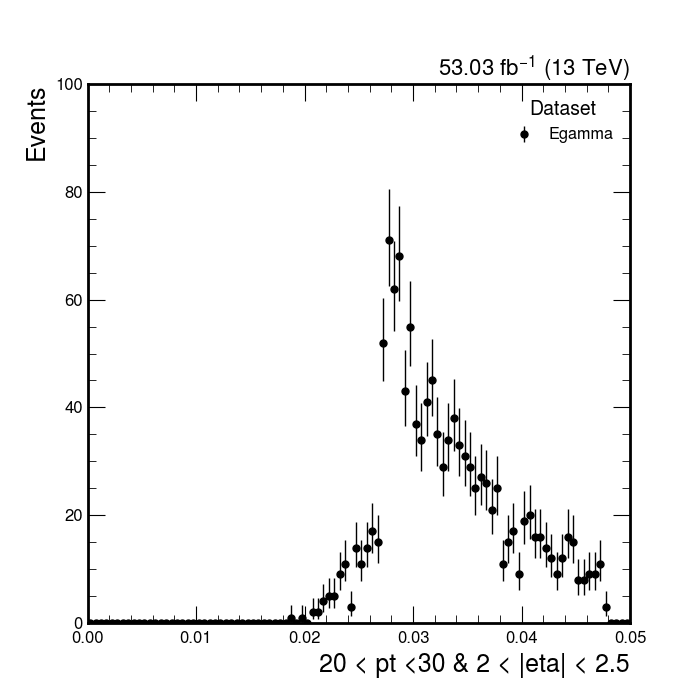 53.03 fb⁻¹ (13 TeV)
Events
Dataset
Egamma
100
80
60
40
20
0
0.00 0.01 0.02 0.03 0.04 0.05
20 < pt <30 & 2 < |eta| < 2.5